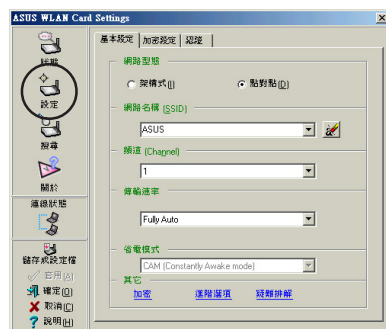 ASUS WLAN Card Settings
狀態
設定
搜尋
關於
連線狀態
儲存成設定檔
套用(A)
確定(O)
取消(C)
說明(H)
基本設定 加密設定 認證
網路型態
架構式(I) 點對點(D)
網路名稱 (SSID)
ASUS
頻道 (Channel)
1
傳輸速率
Fully Auto
省電模式
CAM (Constantly Awake mode)
其它
加密 進階選項 疑難排解